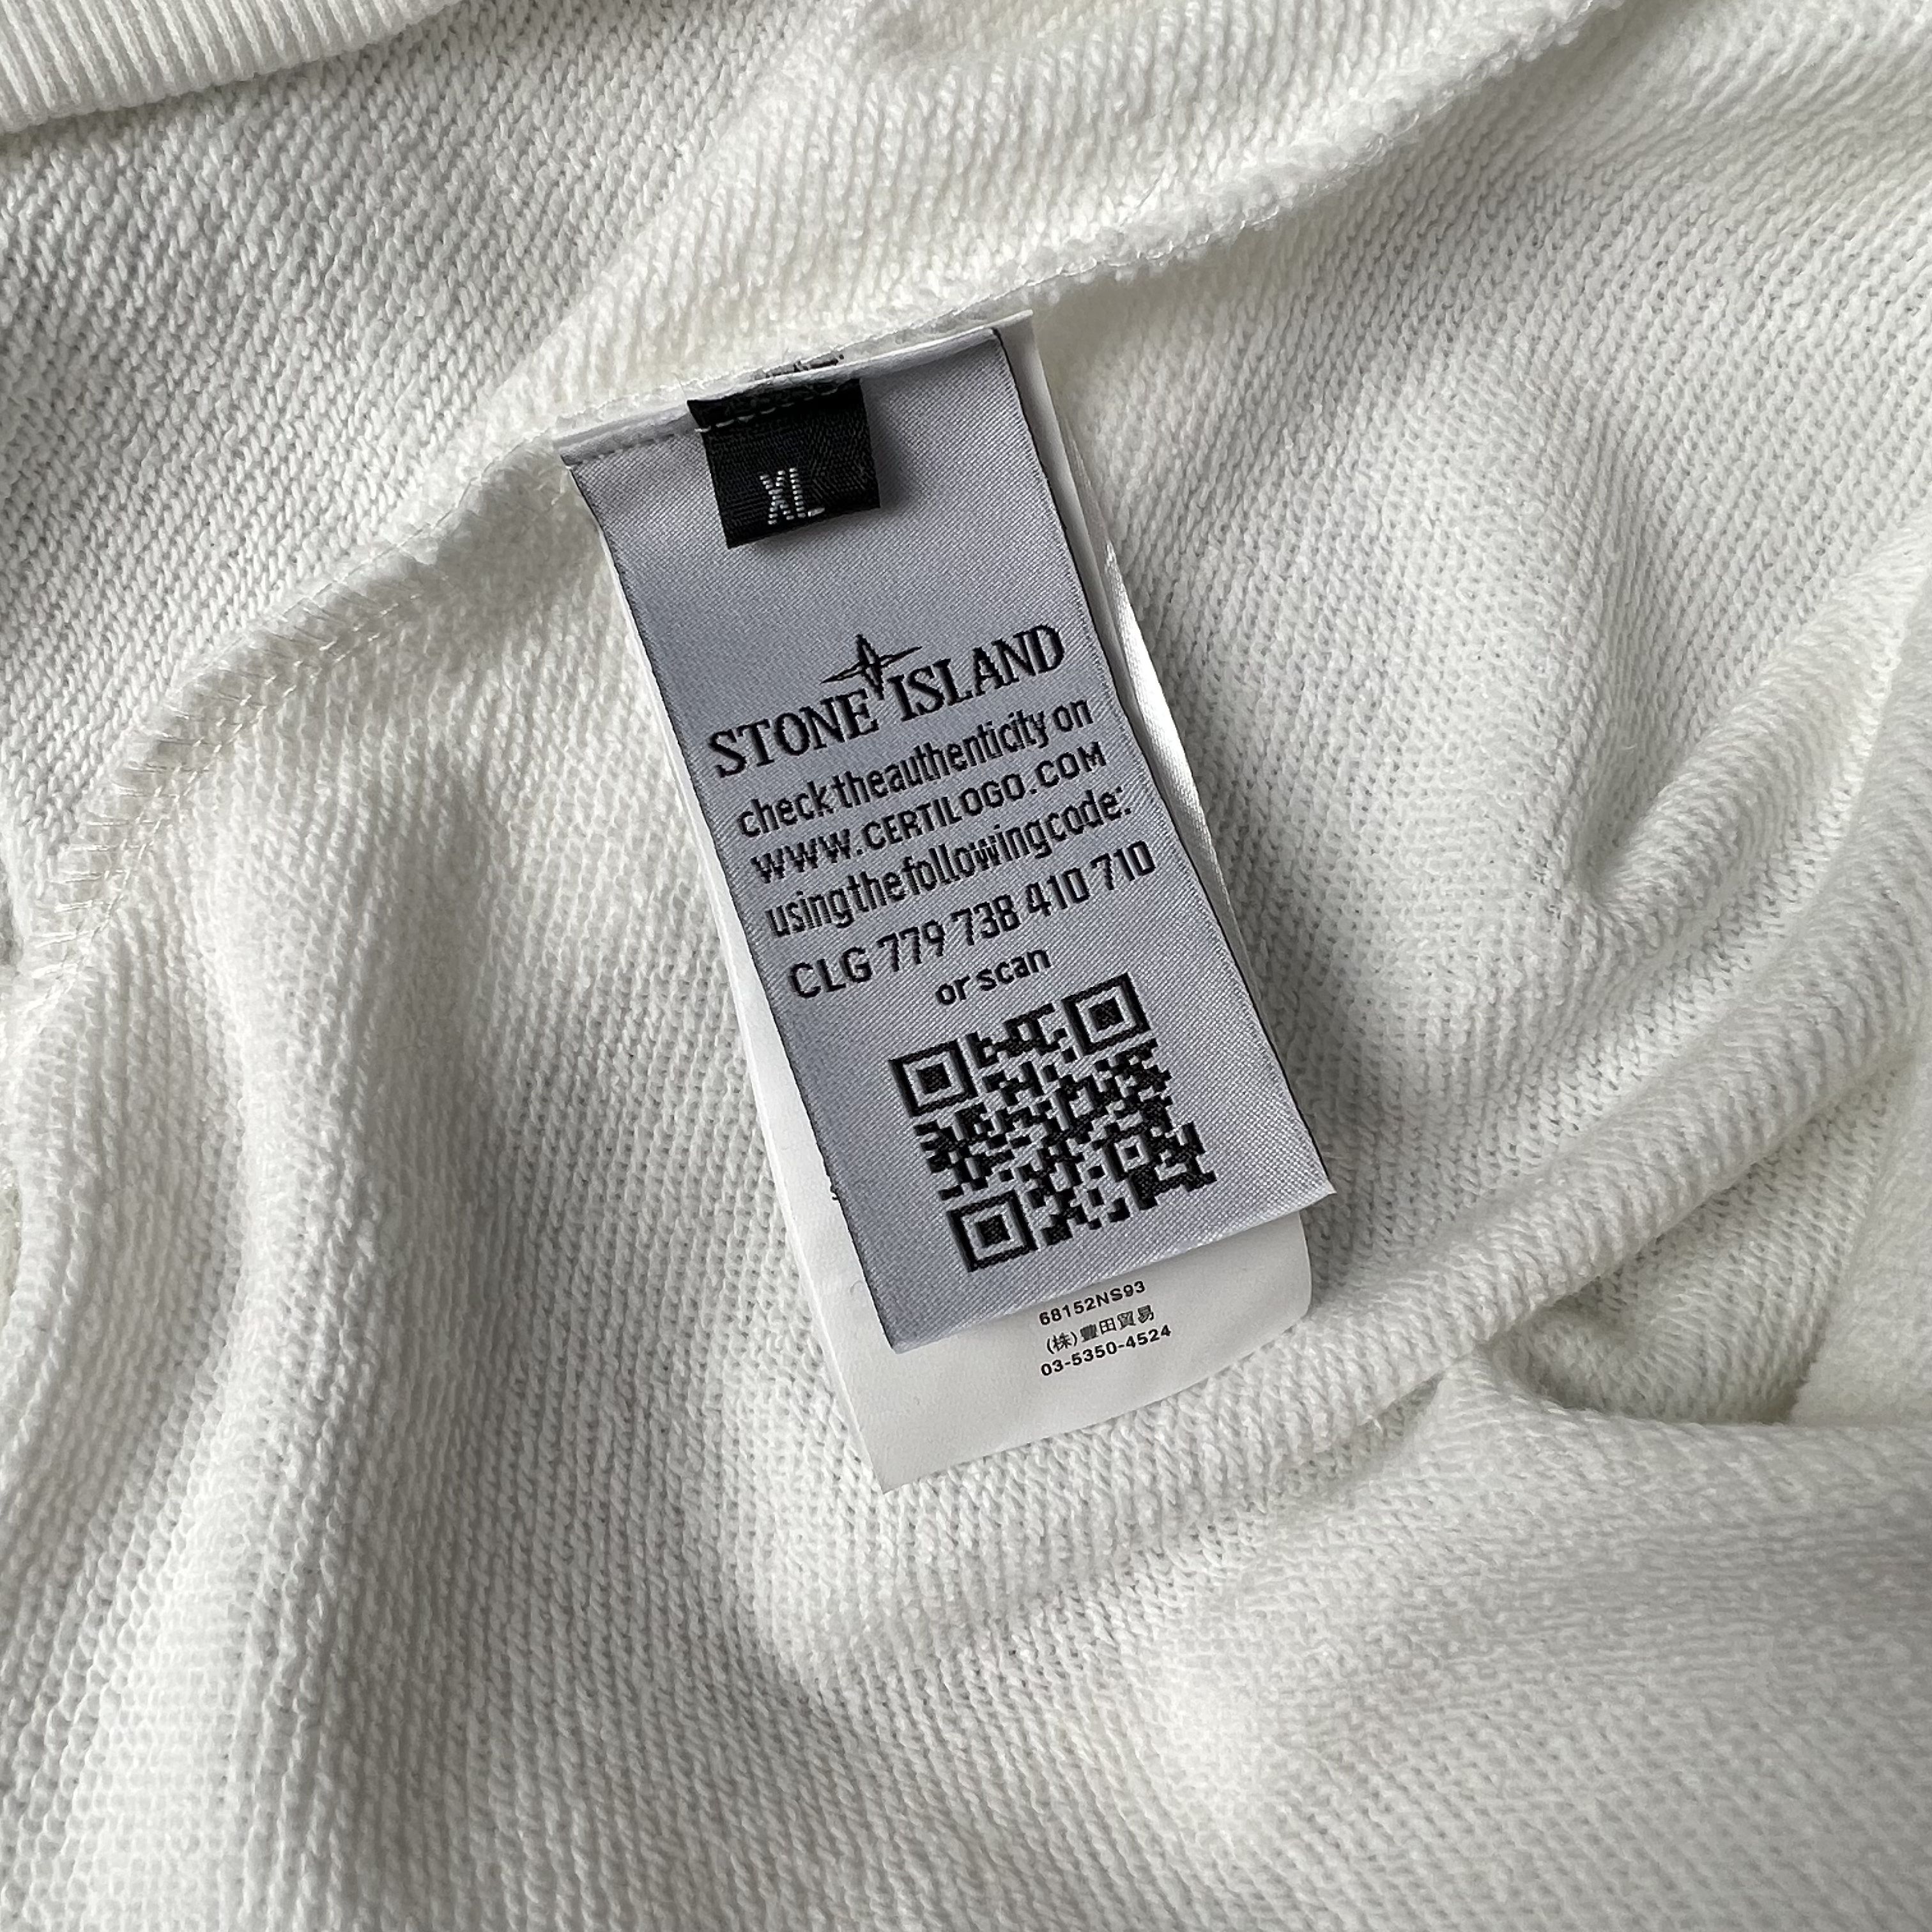 XL
STONE ISLAND
check the authenticity on
WWW.CERTILOGO.COM
using the following code:
CLG 779 738 410 710
or scan
68152NS93
(株)豊田貿易
03-5350-4524